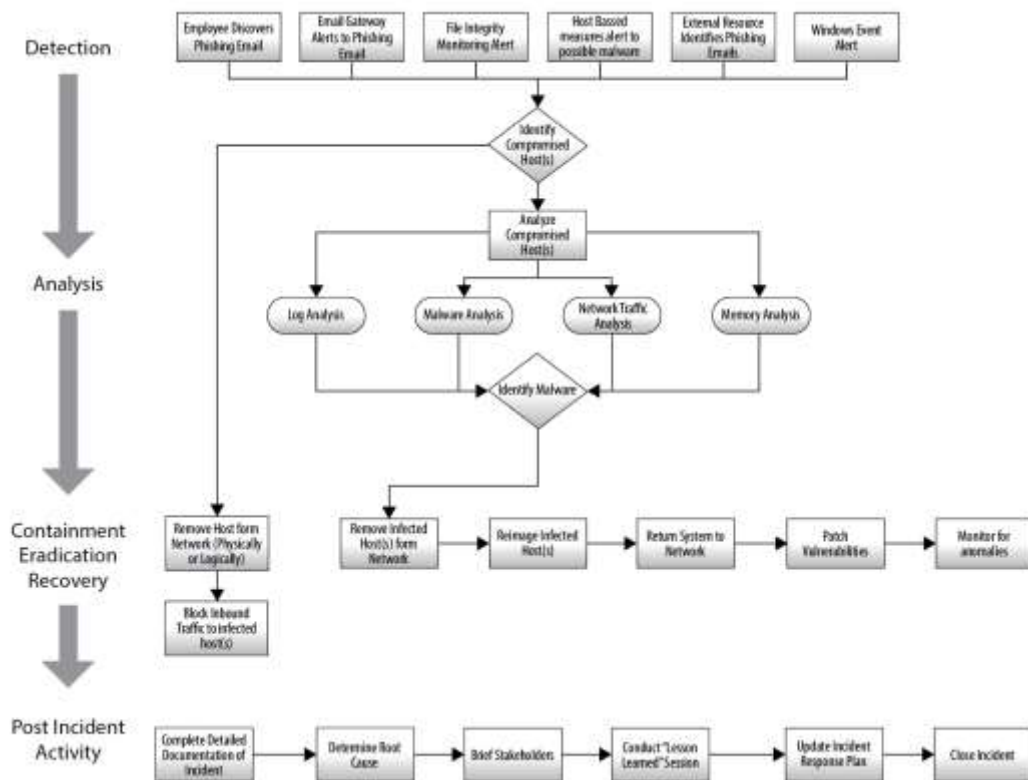 Detection
Employee Discovers
Phishing Email
Email Gateway
Alerts to Phishing
Email
File Integrity
Monitoring Alert
Host Bassed
measures alert to
possible malware
External Resource
Identifies Phishing
Emails
Windows Event
Alert
Identify
Compromised
Host(s)
Analyze
Compromised
Host(s)
Analysis
Log Analysis
Malware Analysis
Network Traffic
Analysis
Memory Analysis
Identify Malware
Containment
Eradication
Recovery
Remove Host form
Network (Physically
or Logically)
Remove Infected
Host(s) form
Network
Reimage Infected
Host(s)
Return System to
Network
Patch
Vulnerabilities
Monitor for
anomalies
Block Inbound
Traffic to infected
host(s)
Post Incident
Activity
Complete Detailed
Documentation of
Incident
Determine Root
Cause
Brief Stakeholders
Conduct "Lesson
Learned" Session
Update Incident
Response Plan
Close Incident